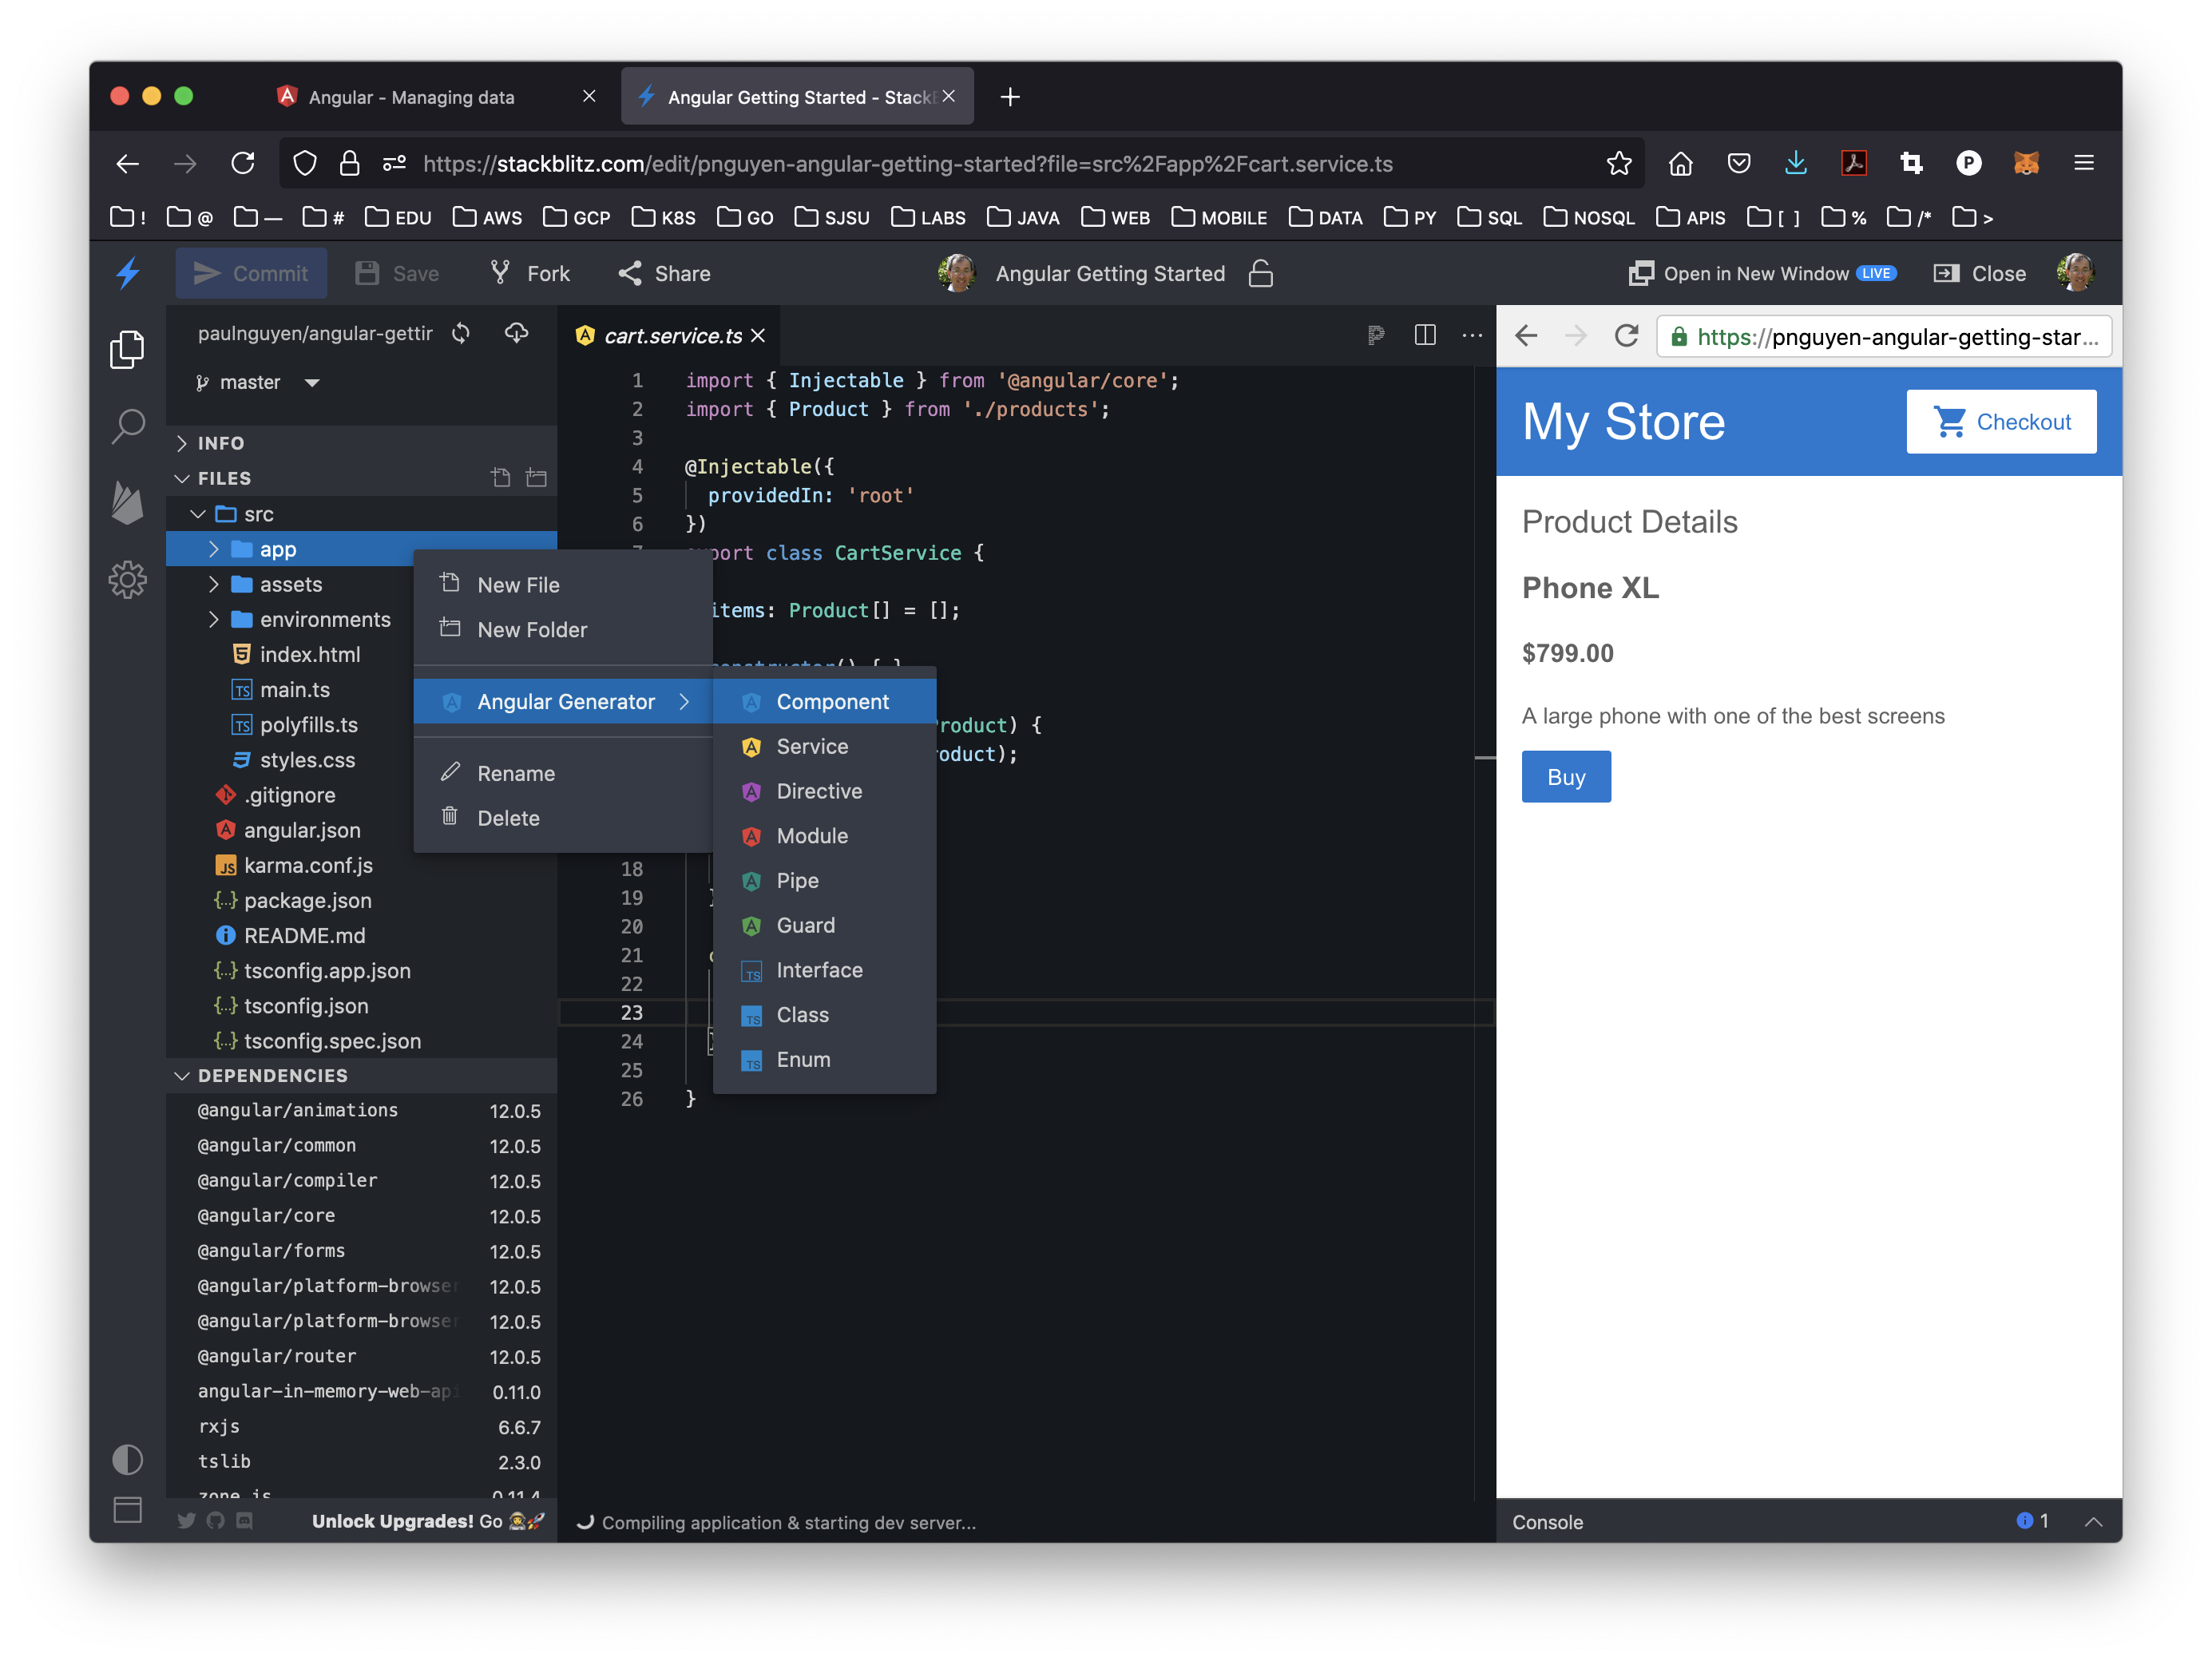 Angular - Managing data
Angular Getting Started - Stack
https://stackblitz.com/edit/pnguyen-angular-getting-started?file=src%2Fapp%2Fcart.service.ts
! @ — # EDU AWS GCP K8S GO SJSU LABS JAVA WEB MOBILE DATA PY SQL NOSQL APIS [ ] % /* >
Commit Save Fork Share Angular Getting Started Open in New Window LIVE Close
paulnguyen/angular-gettir
master
INFO
FILES
src
app
assets
environments
index.html
main.ts
polyfills.ts
styles.css
.gitignore
angular.json
karma.conf.js
package.json
README.md
tsconfig.app.json
tsconfig.json
tsconfig.spec.json
DEPENDENCIES
@angular/animations 12.0.5
@angular/common 12.0.5
@angular/compiler 12.0.5
@angular/core 12.0.5
@angular/forms 12.0.5
@angular/platform-browser 12.0.5
@angular/platform-browser 12.0.5
@angular/router 12.0.5
angular-in-memory-web-api 0.11.0
rxjs 6.6.7
tslib 2.3.0
zone.js 0.11.4
Unlock Upgrades! Go
New File
New Folder
Angular Generator
Rename
Delete
Component
Service
Directive
Module
Pipe
Guard
Interface
Class
Enum
cart.service.ts
1 import { Injectable } from '@angular/core';
2 import { Product } from './products';
3
4 @Injectable({
5 providedIn: 'root'
6 })
7 export class CartService {
items: Product[] = [];
constructor() { }
Product) {
oduct);
18
19 }
20
21
22
23
24 }
25
26 }
Compiling application & starting dev server...
https://pnguyen-angular-getting-star...
My Store
Checkout
Product Details
Phone XL
$799.00
A large phone with one of the best screens
Buy
Console 1